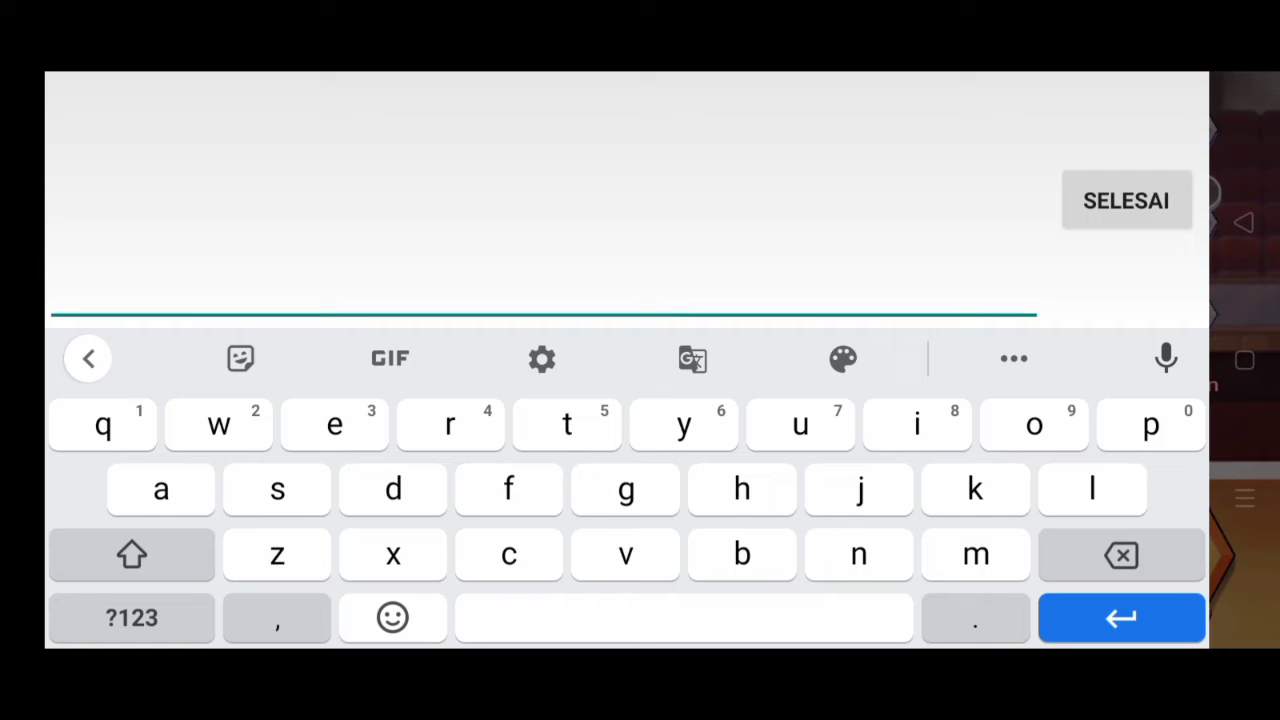 SELESAI
GIF
q 1 w 2 e 3 r 4 t 5 y 6 u 7 i 8 o 9 p 0
a s d f g h j k l
z x c v b n m
?123 , .
n